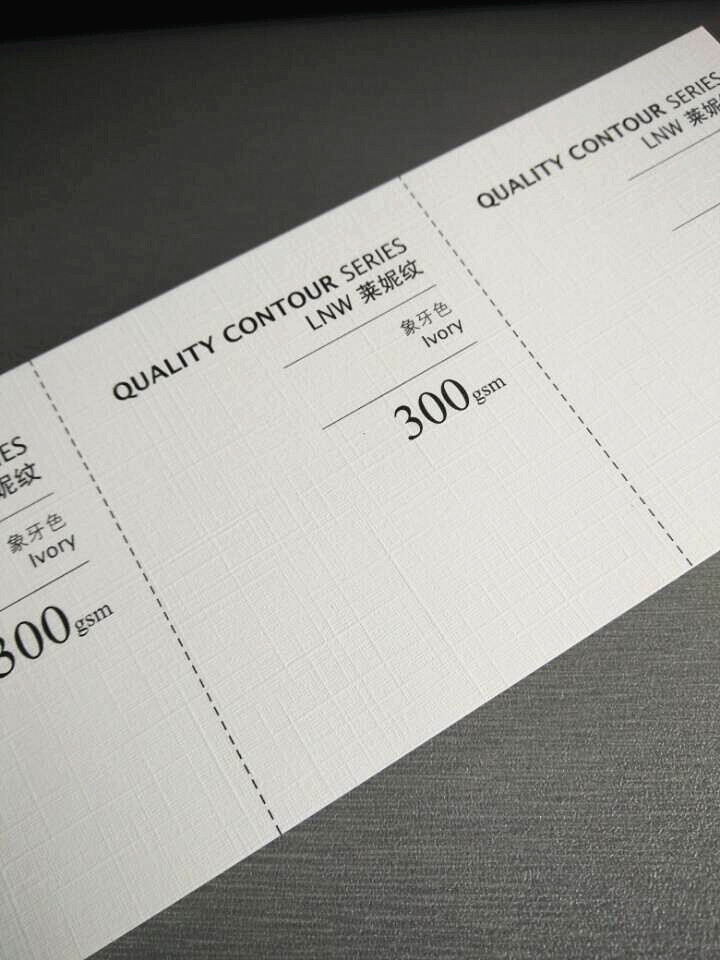 QUALITY CONTOUR SERIES
LNW 莱妮纹
象牙色
Ivory
300gsm
QUALITY CONTOUR SERIES
LNW 莱妮
妮纹
象牙色
Ivory
300gsm